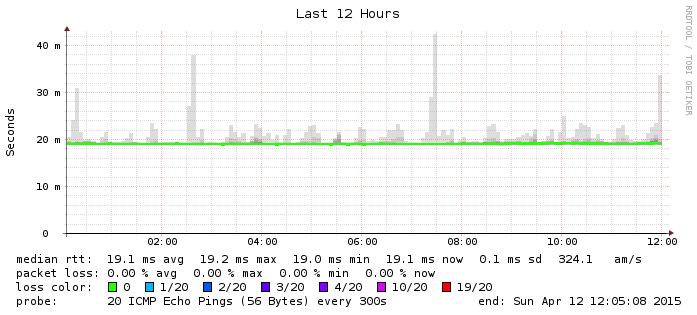 Last 12 Hours
RRDTOOL / TOBI OETIKER
Seconds
40 m
30 m
20 m
10 m
0
02:00 04:00 06:00 08:00 10:00 12:00
median rtt: 19.1 ms avg 19.2 ms max 19.0 ms min 19.1 ms now 0.1 ms sd 324.1 am/s
packet loss: 0.00 % avg 0.00 % max 0.00 % min 0.00 % now
loss color: 0 1/20 2/20 3/20 4/20 10/20 19/20
probe: 20 ICMP Echo Pings (56 Bytes) every 300s end: Sun Apr 12 12:05:08 2015